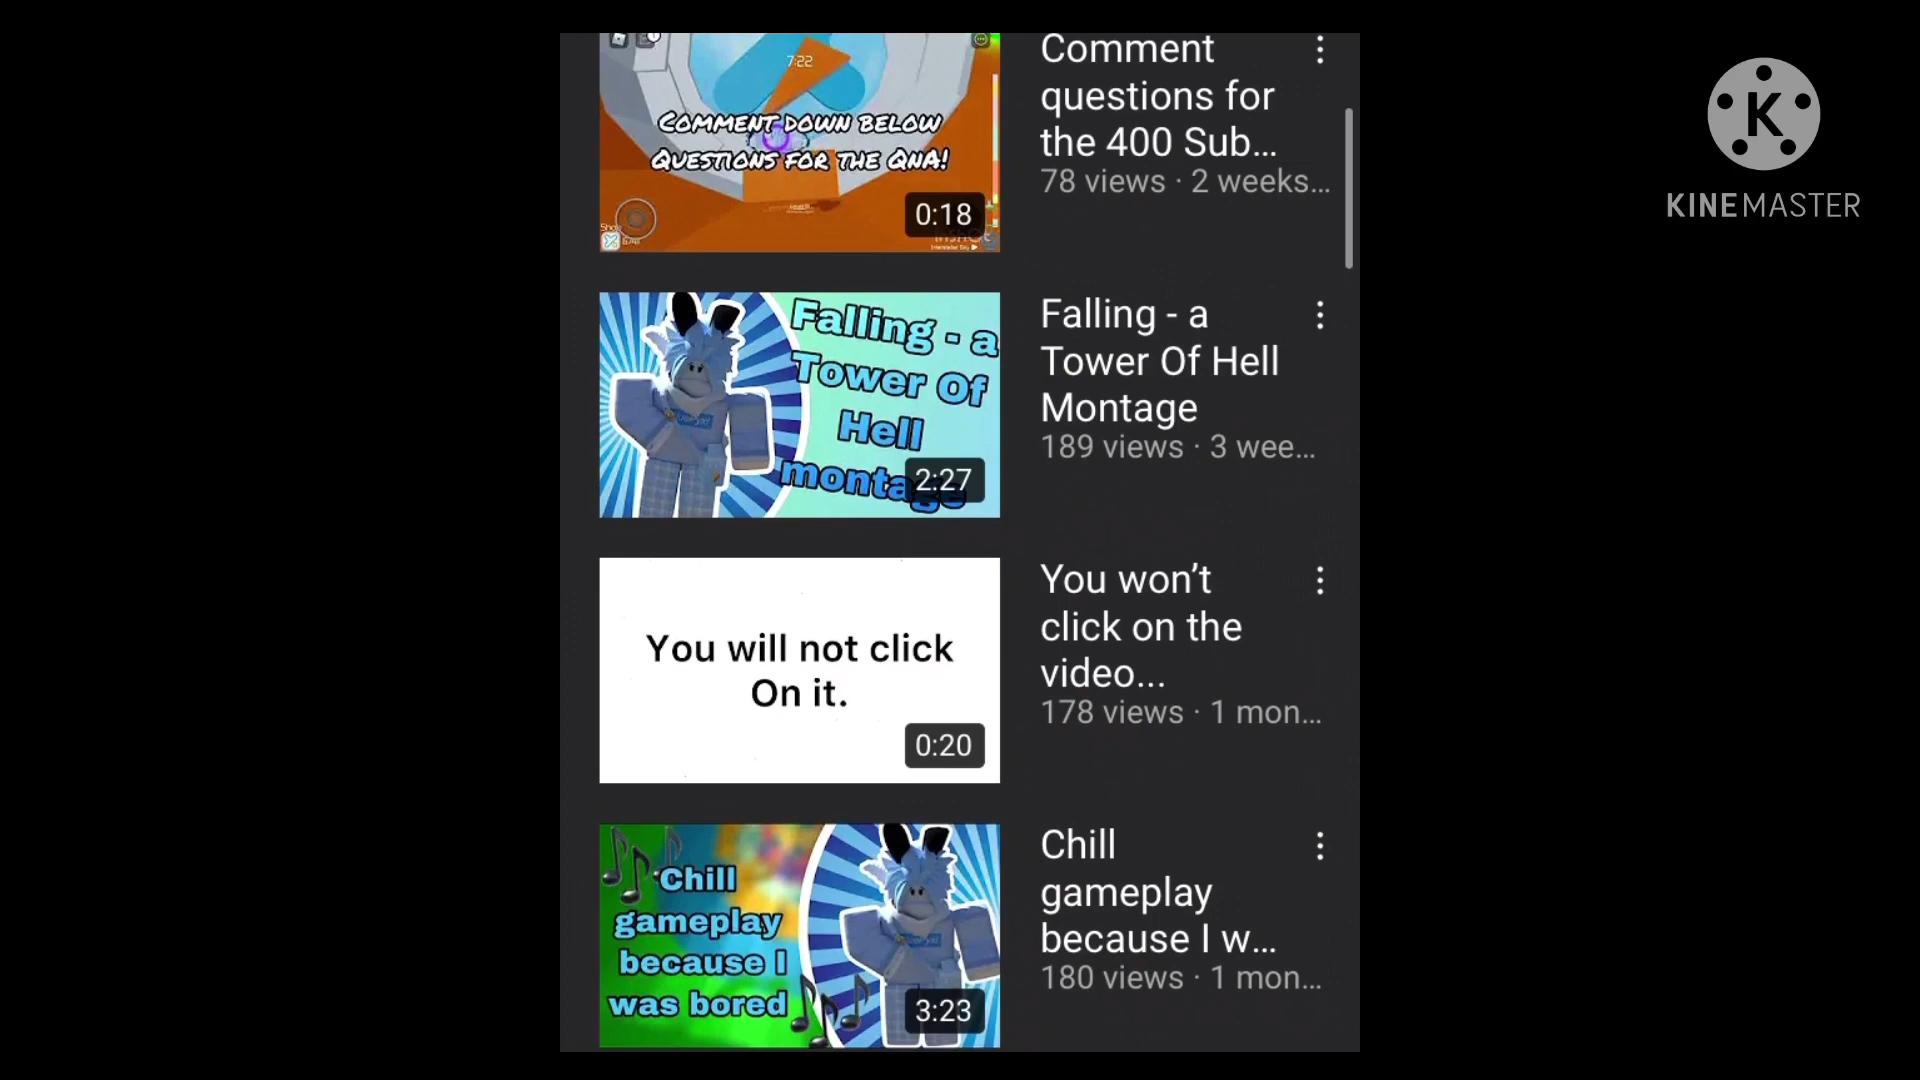 7:22
COMMENT DOWN BELOW
QUESTIONS FOR THE QNA!
0:18
Comment
questions for
the 400 Sub...
78 views · 2 weeks...
KINEMASTER
Falling - a
Tower Of
Hell
montage
2:27
Falling - a
Tower Of Hell
Montage
189 views · 3 wee...
You will not click
On it.
0:20
You won’t
click on the
video...
178 views · 1 mon...
Chill
gameplay
because I
was bored
3:23
Chill
gameplay
because I w...
180 views · 1 mon...